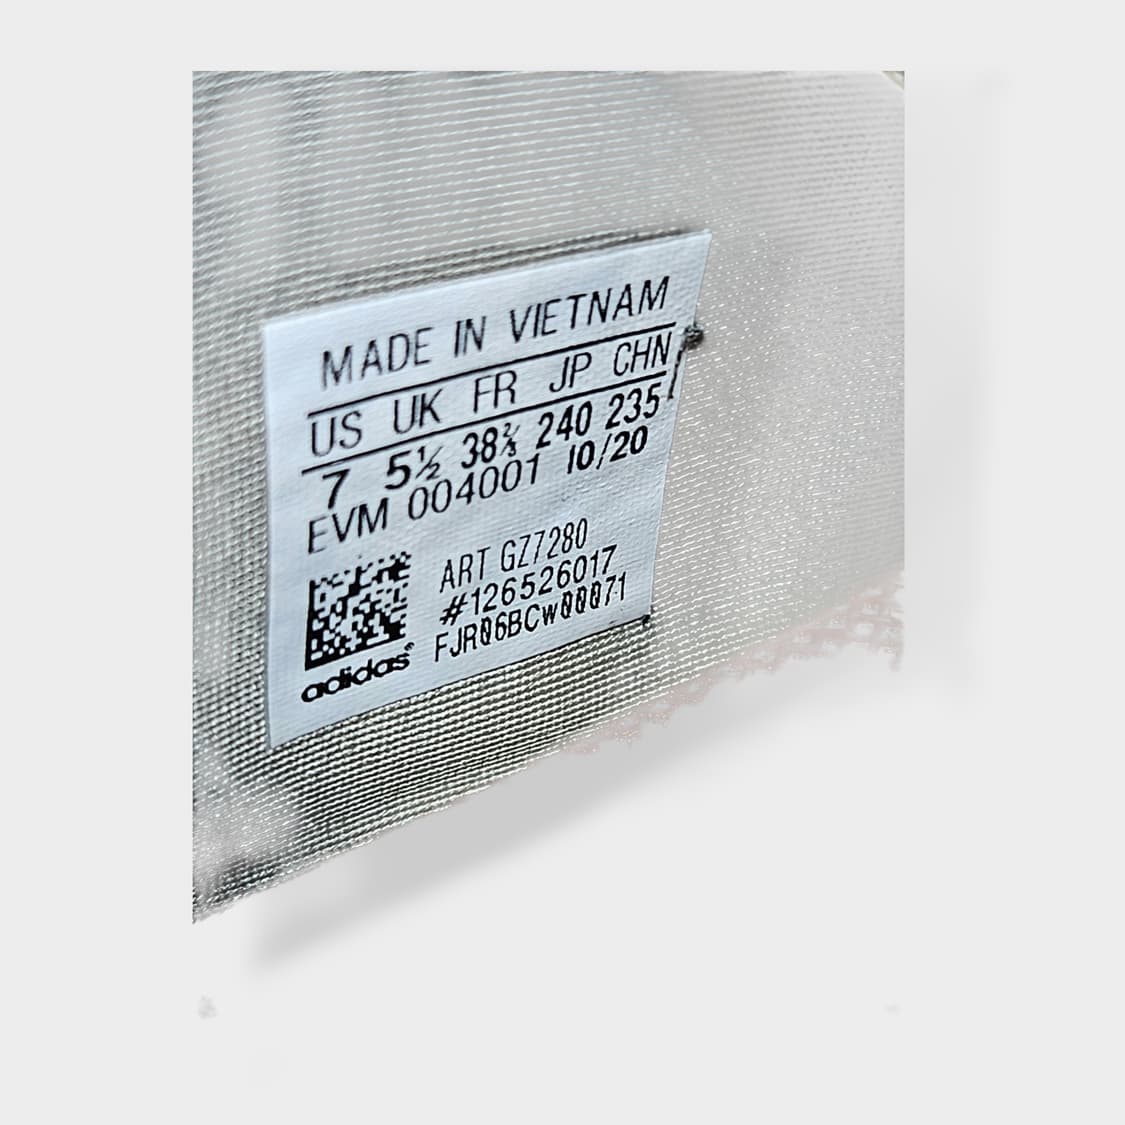 MADE IN VIETNAM
US UK FR JP CHN
7 5½ 38⅔ 240 235
EVM 004001 10/20
ART GZ7280
#126526017
FJR06BCW00071
adidas®